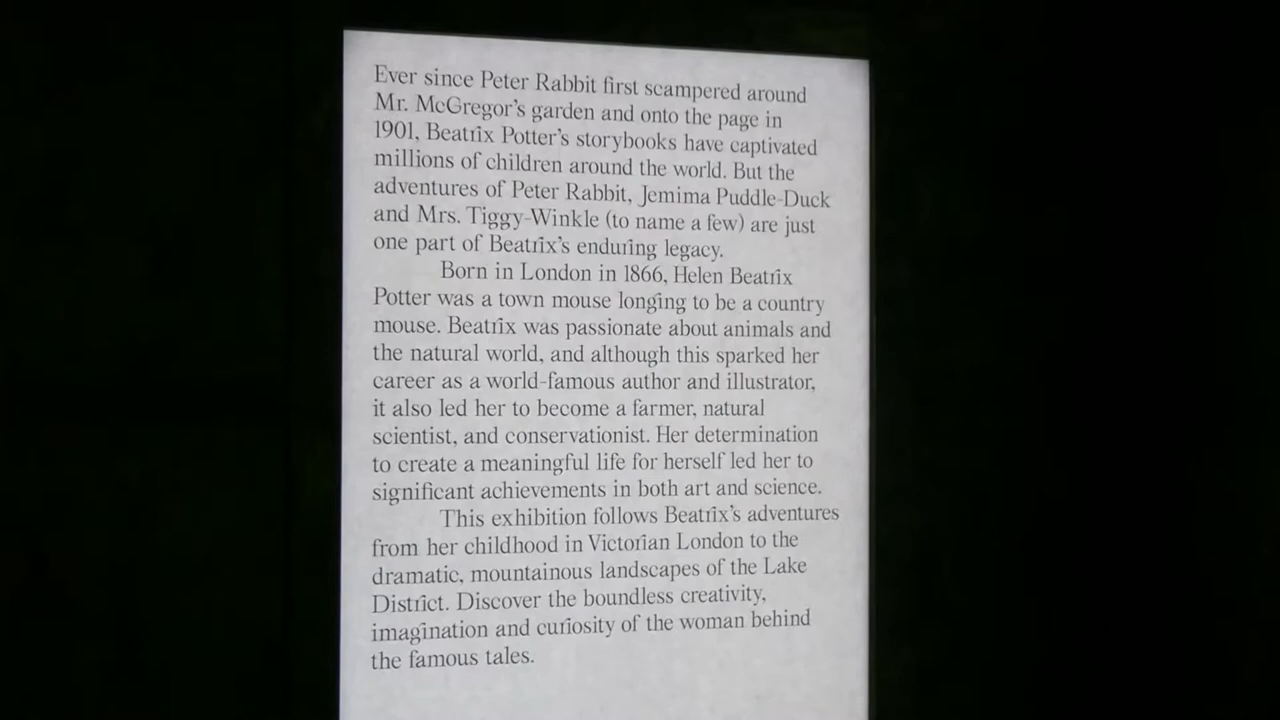 Ever since Peter Rabbit first scampered around
Mr. McGregor's garden and onto the page in
1901, Beatrix Potter's storybooks have captivated
millions of children around the world. But the
adventures of Peter Rabbit, Jemima Puddle-Duck
and Mrs. Tiggy-Winkle (to name a few) are just
one part of Beatrix's enduring legacy.
Born in London in 1866, Helen Beatrix
Potter was a town mouse longing to be a country
mouse. Beatrix was passionate about animals and
the natural world, and although this sparked her
career as a world-famous author and illustrator,
it also led her to become a farmer, natural
scientist, and conservationist. Her determination
to create a meaningful life for herself led her to
significant achievements in both art and science.
This exhibition follows Beatrix's adventures
from her childhood in Victorian London to the
dramatic, mountainous landscapes of the Lake
District. Discover the boundless creativity,
imagination and curiosity of the woman behind
the famous tales.